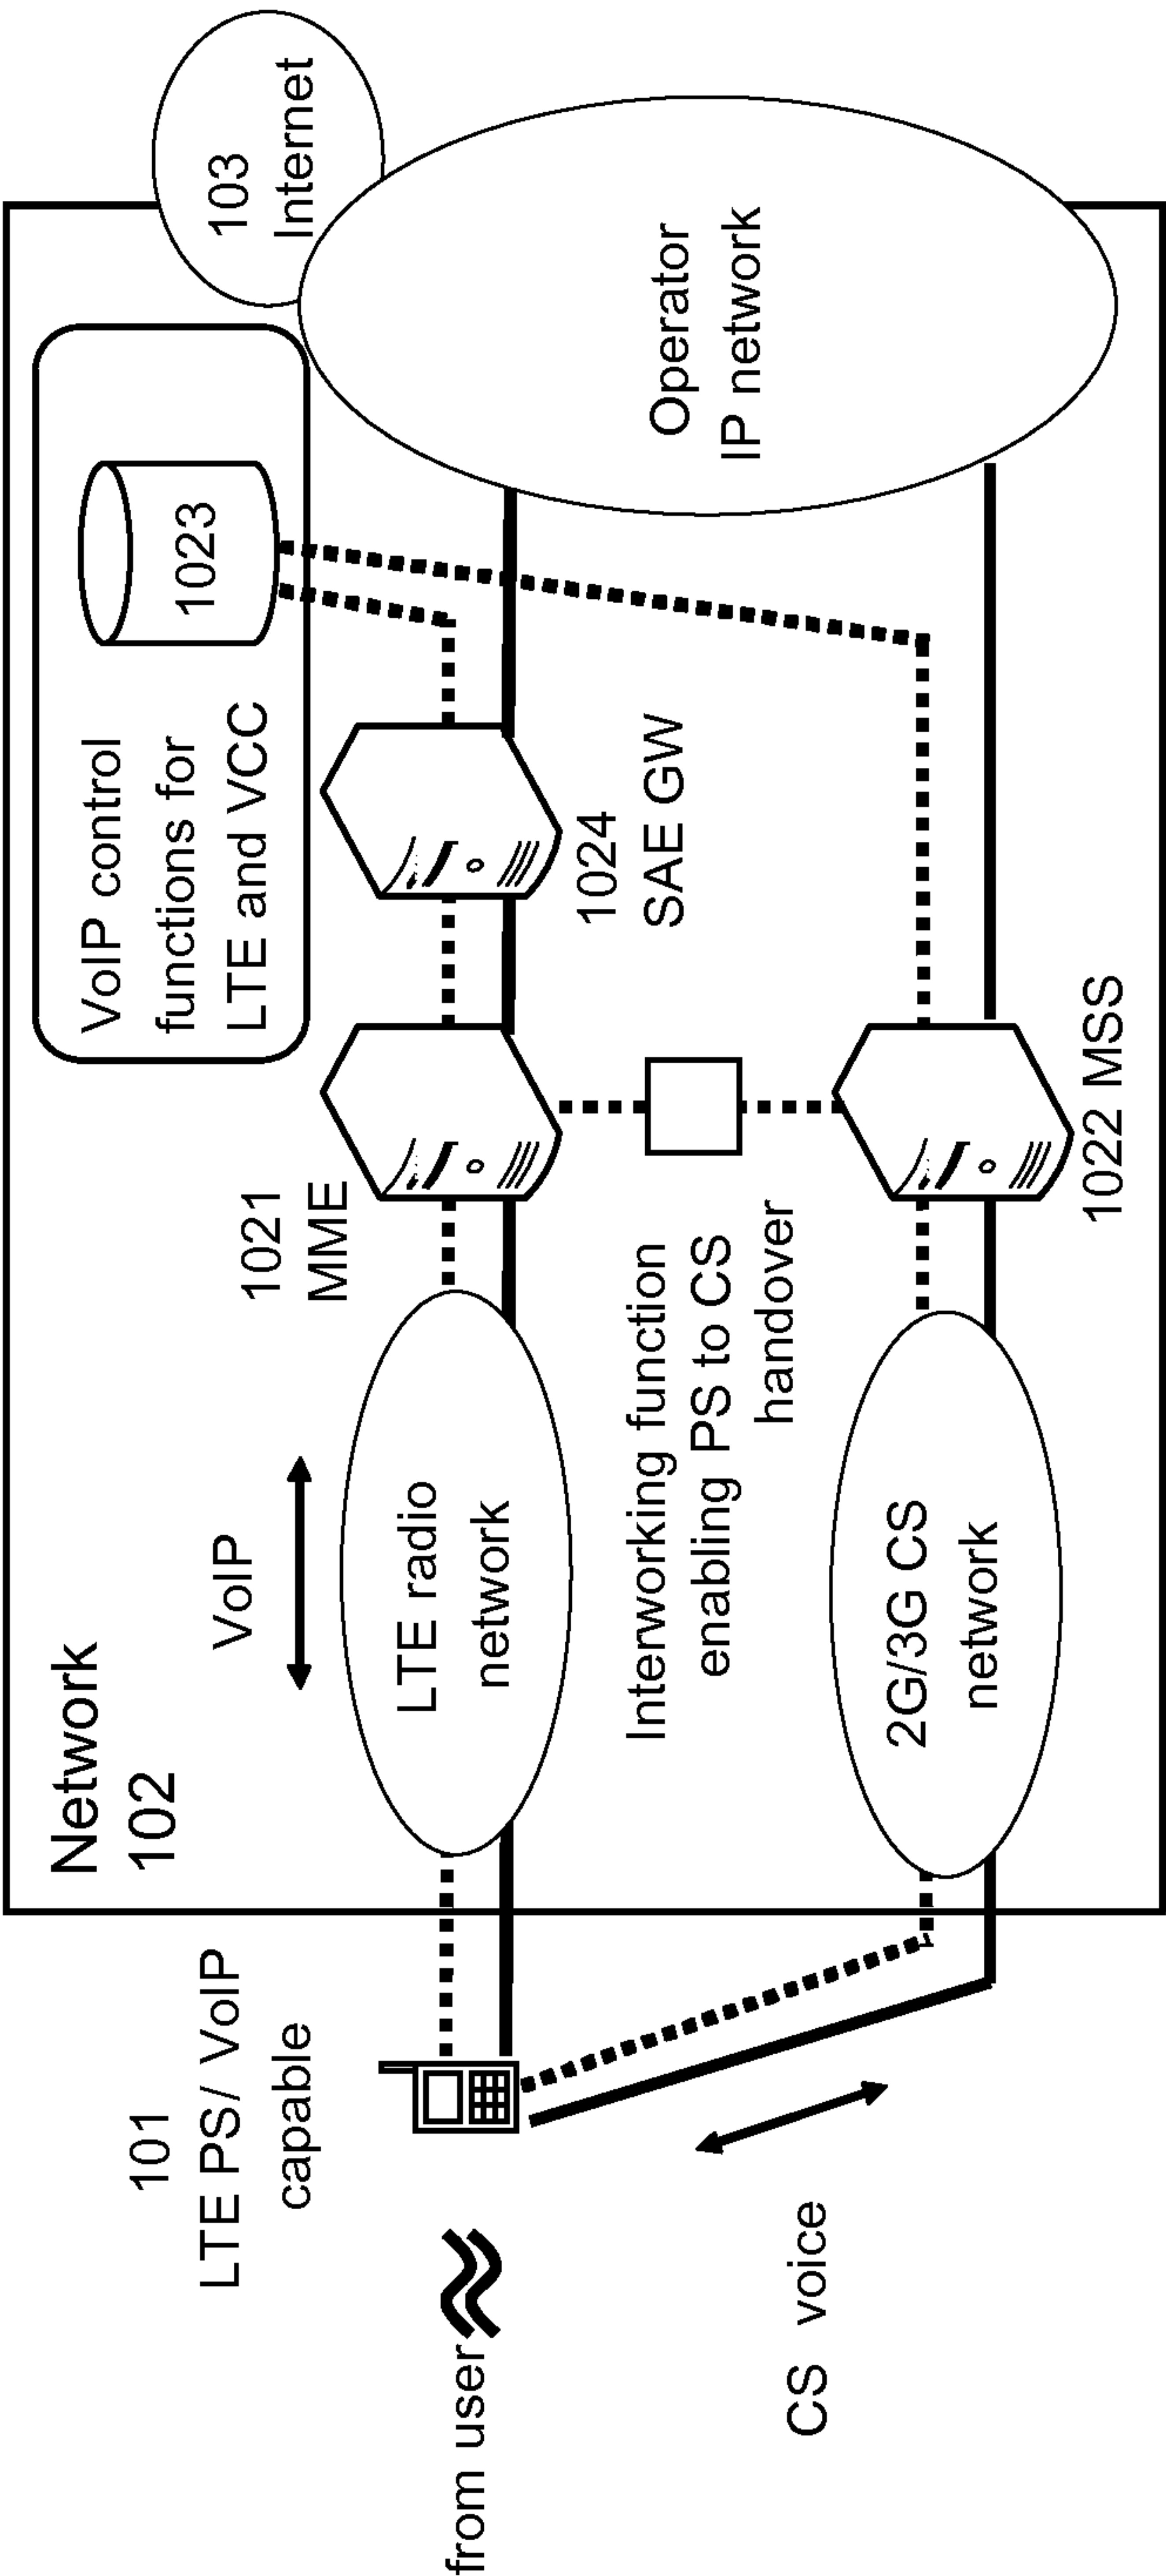 Network
102
103
Internet
VoIP control
functions for
LTE and VCC
1023
VoIP
1021
MME
101
LTE PS/ VoIP
capable
LTE radio
network
1024
SAE GW
Operator
IP network
from user
Interworking function
enabling PS to CS
handover
CS voice
2G/3G CS
network
1022 MSS